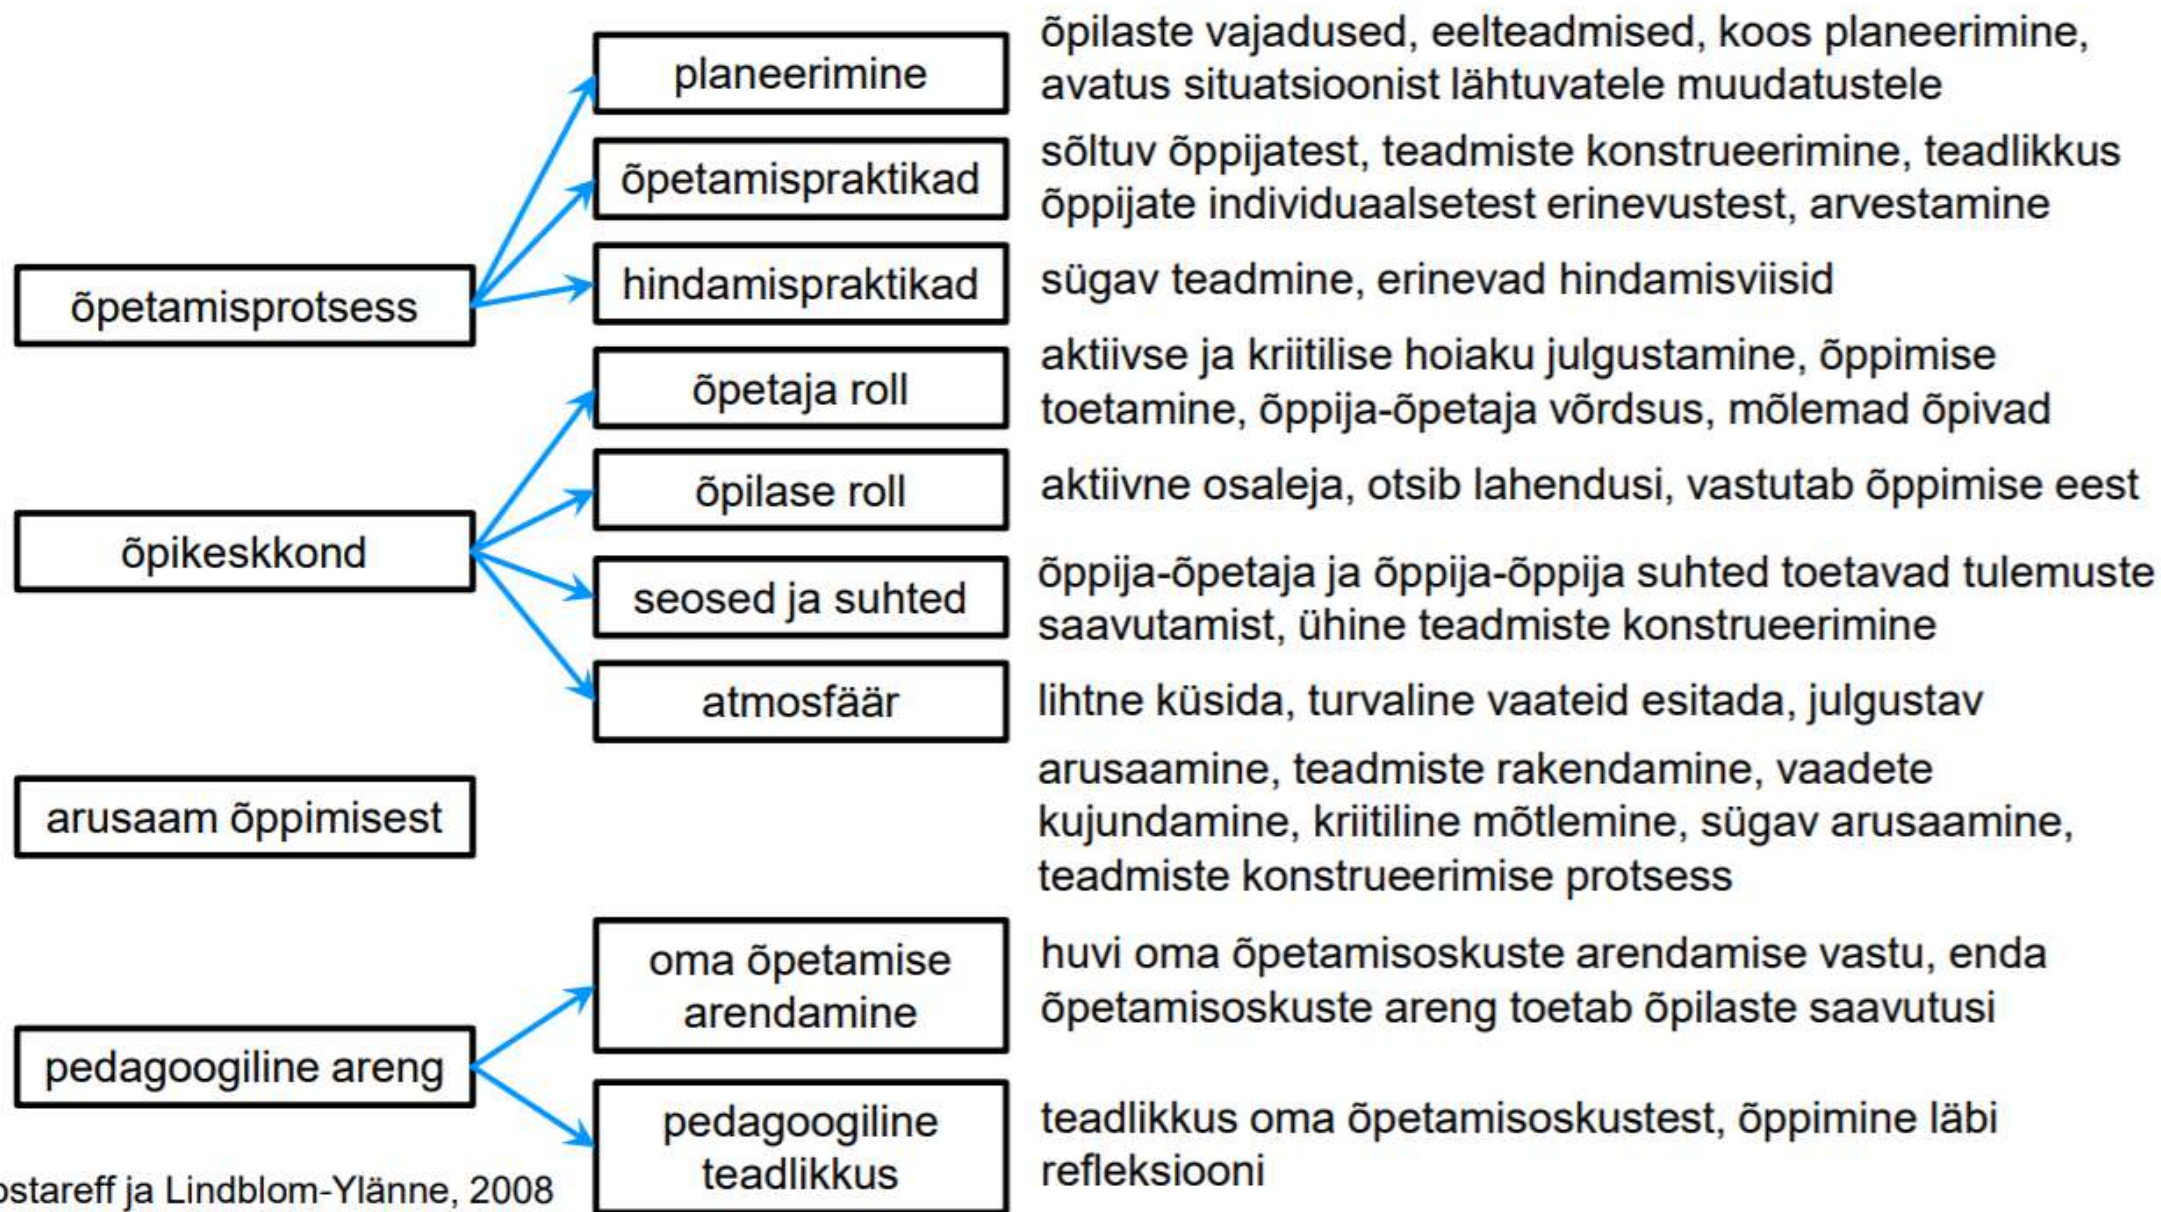 planeerimine
õpilaste vajadused, eelteadmised, koos planeerimine,
avatus situatsioonist lähtuvatele muudatustele
õpetamispraktikad
sõltuv õppijatest, teadmiste konstrueerimine, teadlikkus
õppijate individuaalsetest erinevustest, arvestamine
õpetamisprotsess
hindamispraktikad
sügav teadmine, erinevad hindamisviisid
õpetaja roll
aktiivse ja kriitilise hoiaku julgustamine, õppimise
toetamine, õppija-õpetaja võrdsus, mõlemad õpivad
õpikeskkond
õpilase roll
aktiivne osaleja, otsib lahendusi, vastutab õppimise eest
seosed ja suhted
õppija-õpetaja ja õppija-õppija suhted toetavad tulemuste
saavutamist, ühine teadmiste konstrueerimine
atmosfäär
lihtne küsida, turvaline vaateid esitada, julgustav
arusaam õppimisest
arusaamine, teadmiste rakendamine, vaadete
kujundamine, kriitiline mõtlemine, sügav arusaamine,
teadmiste konstrueerimise protsess
pedagoogiline areng
oma õpetamise
arendamine
huvi oma õpetamisoskuste arendamise vastu, enda
õpetamisoskuste areng toetab õpilaste saavutusi
pedagoogiline
teadlikkus
teadlikkus oma õpetamisoskustest, õppimine läbi
refleksiooni
ja Lindblom-Ylänne, 2008